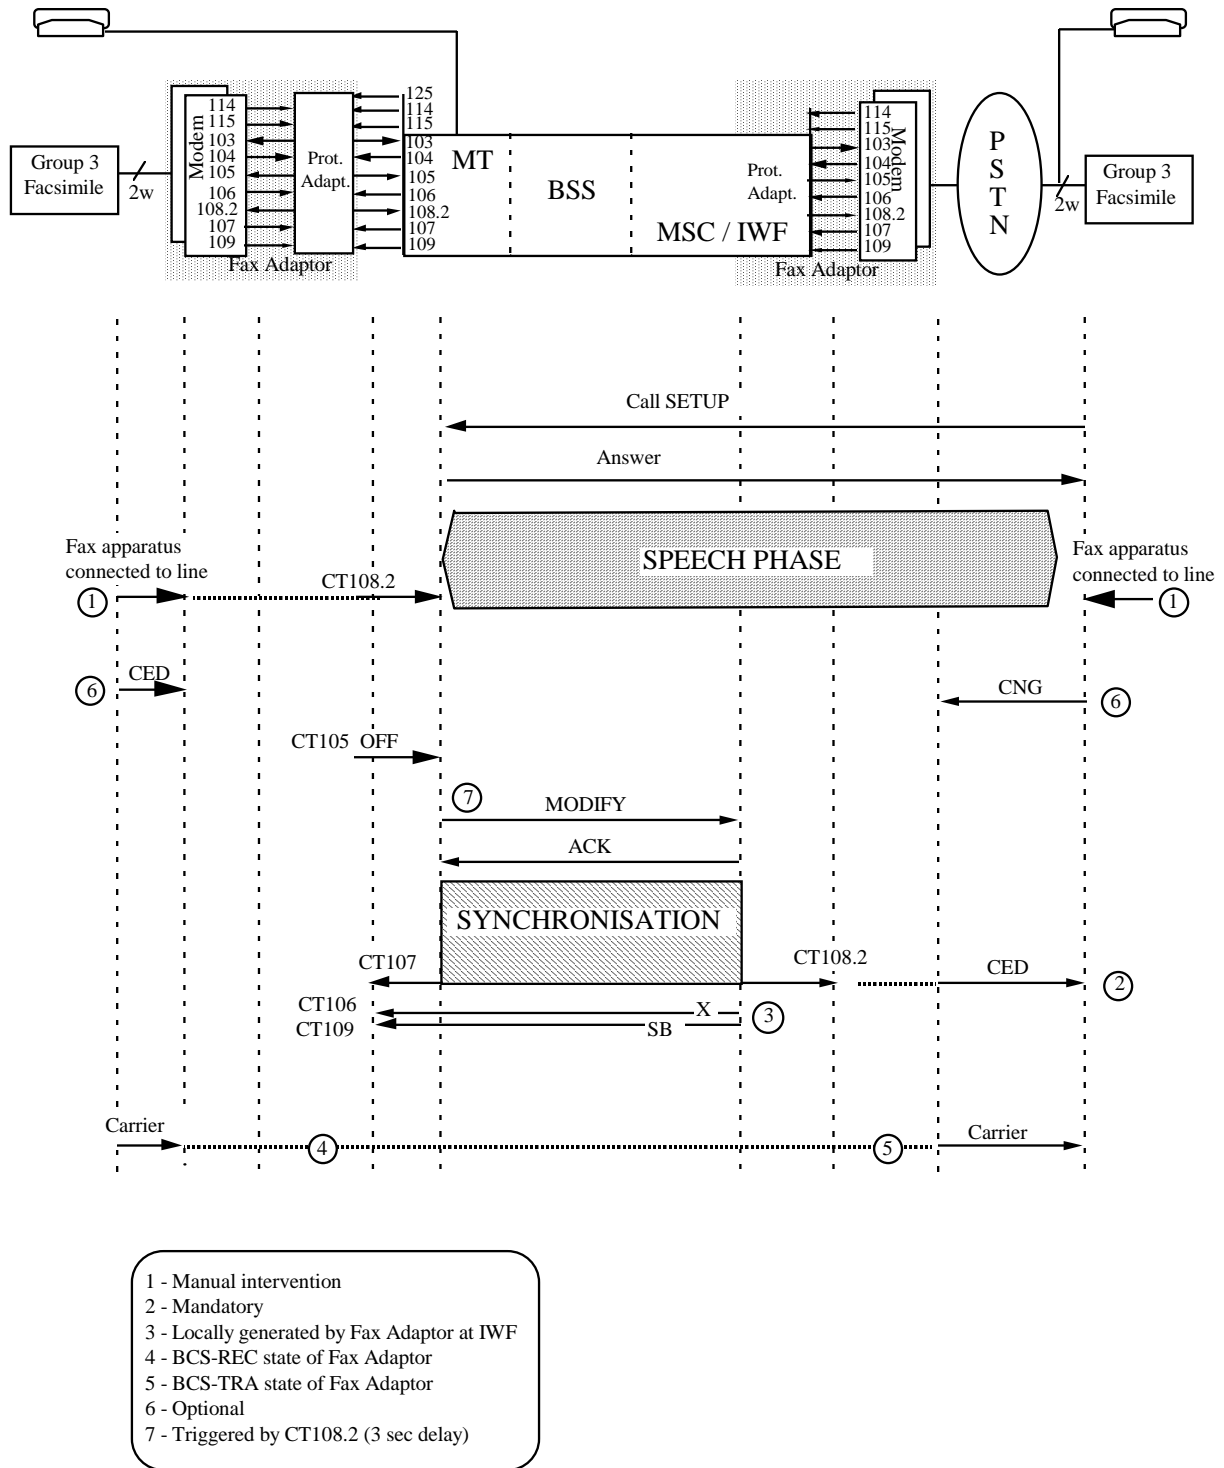 125
114
115
103
104
105
106
108.2
107
109
Modem
Prot.
Adapt.
114
115
103
104
105
106
108.2
107
109
MT
BSS
MSC / IWF
Prot.
Adapt.
114
115
103
104
105
106
108.2
107
109
Modem
P
S
T
N
Group 3
Facsimile
2w
Group 3
Facsimile
2w
Fax Adaptor
Fax Adaptor
Call SETUP
Answer
SPEECH PHASE
Fax apparatus
connected to line
1
CT108.2
Fax apparatus
connected to line
1
CED
6
CNG
6
CT105 OFF
7
MODIFY
ACK
SYNCHRONISATION
CT107
CT108.2
CED
2
CT106
X
3
CT109
SB
Carrier
4
5
Carrier
1 - Manual intervention
2 - Mandatory
3 - Locally generated by Fax Adaptor at IWF
4 - BCS-REC state of Fax Adaptor
5 - BCS-TRA state of Fax Adaptor
6 - Optional
7 - Triggered by CT108.2 (3 sec delay)